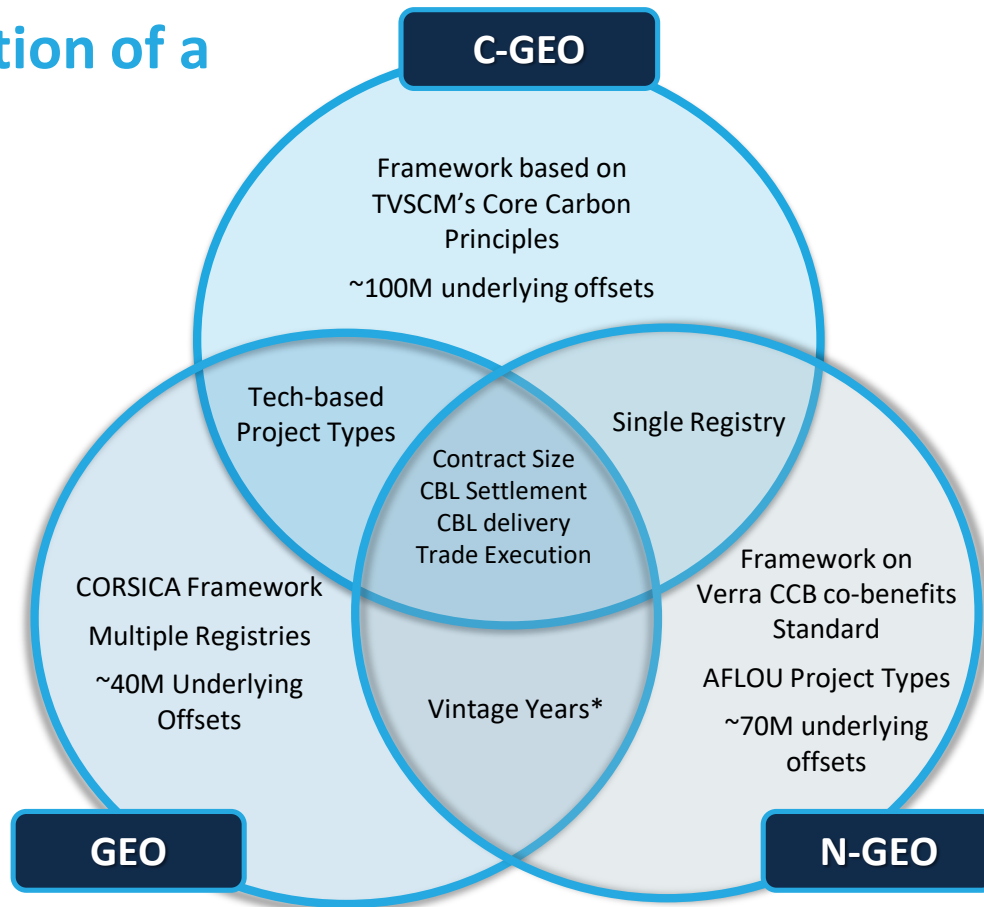 tion of a
C-GEO
Framework based on
TVSCM's Core Carbon
Principles
~100M underlying offsets
Tech-based
Project Types
Single Registry
Contract Size
CBL Settlement
CBL delivery
Trade Execution
CORSICA Framework
Multiple Registries
~40M Underlying
Offsets
Framework on
Verra CCB co-benefits
Standard
AFLOU Project Types
~70M underlying
offsets
Vintage Years*
GEO
N-GEO